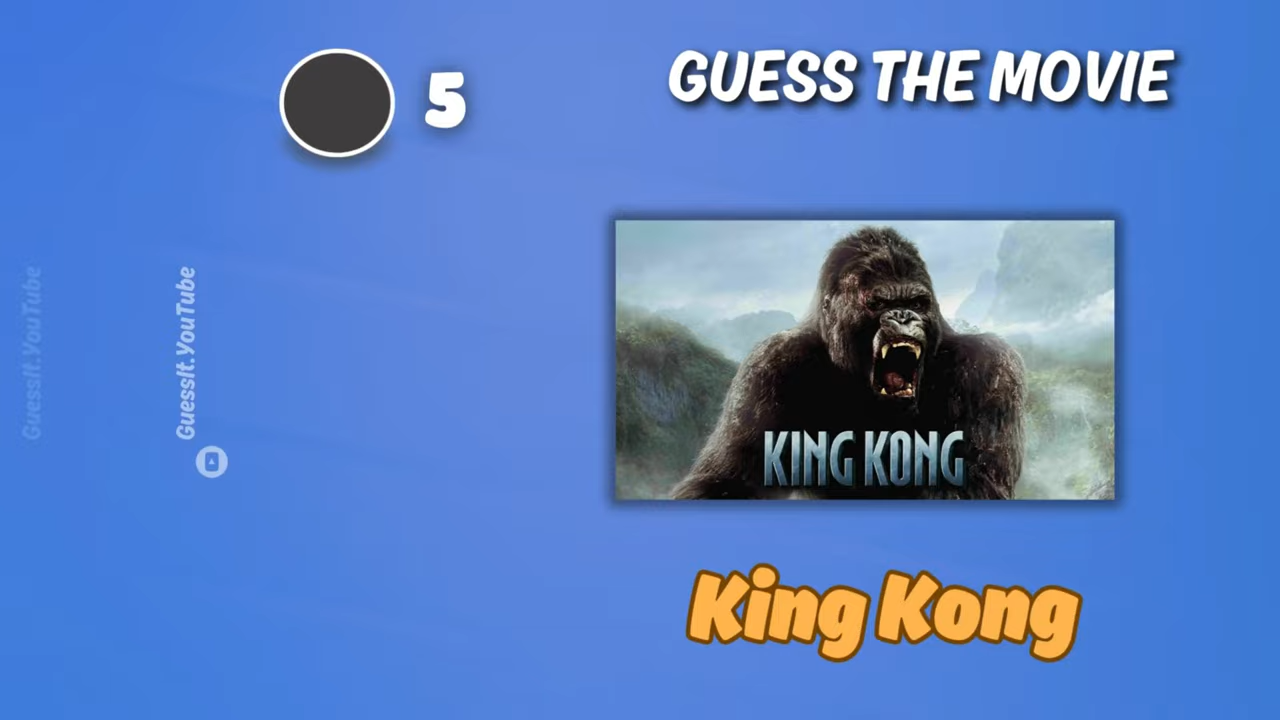 5
GUESS THE MOVIE
GuessIt.YouTube
GuessIt.YouTube
KING KONG
King Kong